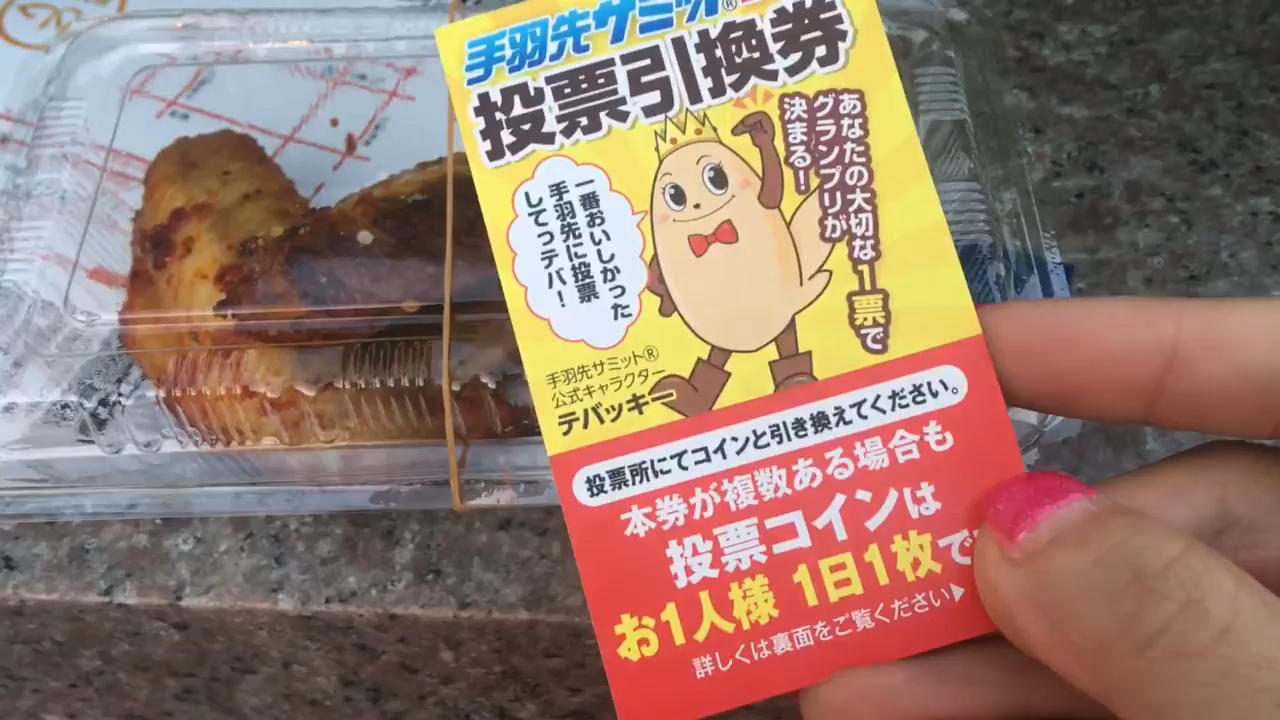 手羽先サミット®
投票引換券
あなたの大切な1票で
グランプリが
決まる!
一番おいしかった
手羽先に投票
してっテバ!
手羽先サミット®
公式キャラクター
テバッキー
投票所にてコインと引き換えてください。
本券が複数ある場合も
投票コインは
お1人様 1日1枚で
詳しくは裏面をご覧ください▶